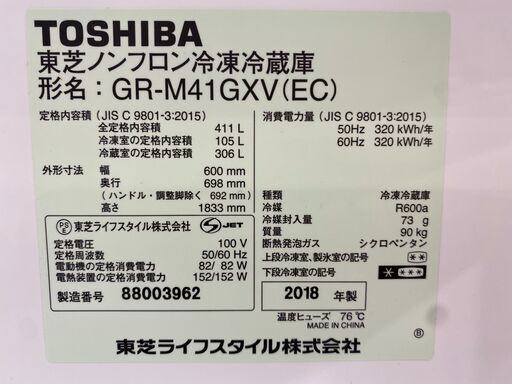 TOSHIBA
東芝ノンフロン冷凍冷蔵庫
形名：GR-M41GXV(EC)
定格内容積 (JIS C 9801-3:2015)
全定格内容積 411 L
冷凍室の定格内容積 105 L
冷蔵室の定格内容積 306 L
外形寸法 幅 600 mm
奥行 698 mm
(ハンドル・調整脚除く 692 mm)
高さ 1833 mm
消費電力量 (JIS C 9801-3:2015)
50Hz 320 kWh/年
60Hz 320 kWh/年
種類 冷凍冷蔵庫
冷媒 R600a
冷媒封入量 73 g
質量 90 kg
断熱発泡ガス シクロペンタン
上段冷凍室、製氷室の記号 **
下段冷凍室の記号 * ***
PS E 東芝ライフスタイル株式会社 S JET
定格電圧 100 V
定格周波数 50/60 Hz
電動機の定格消費電力 82/ 82 W
電熱装置の定格消費電力 152/152 W
製造番号 88003962
2018 年製
温度ヒューズ 76℃
MADE IN CHINA
B
東芝ライフスタイル株式会社